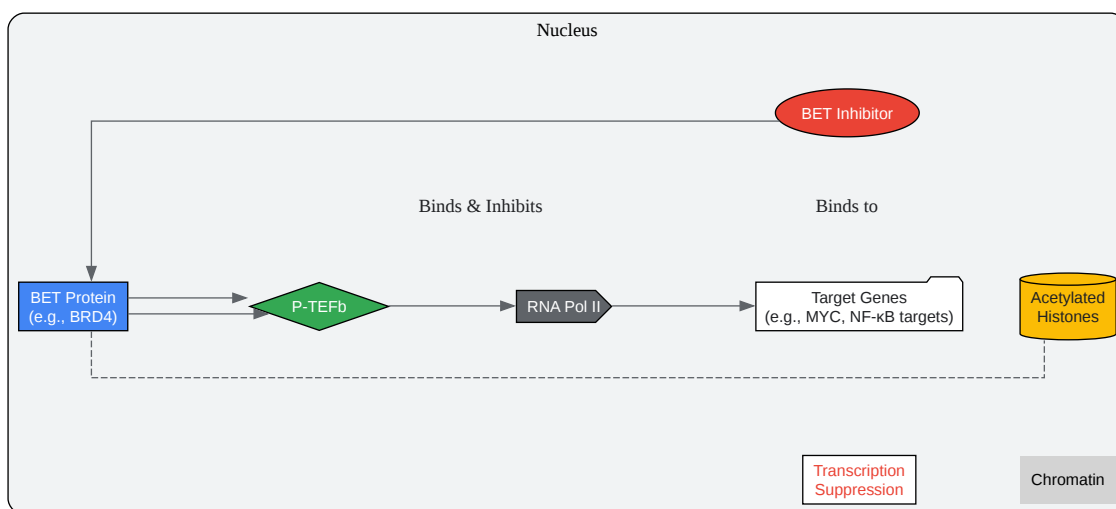 Nucleus
BET Inhibitor
Binds & Inhibits
Binds to
BET Protein
(e.g., BRD4)
P-TEFb
RNA Pol II
Target Genes
(e.g., MYC, NF-κB targets)
Acetylated
Histones
Transcription
Suppression
Chromatin